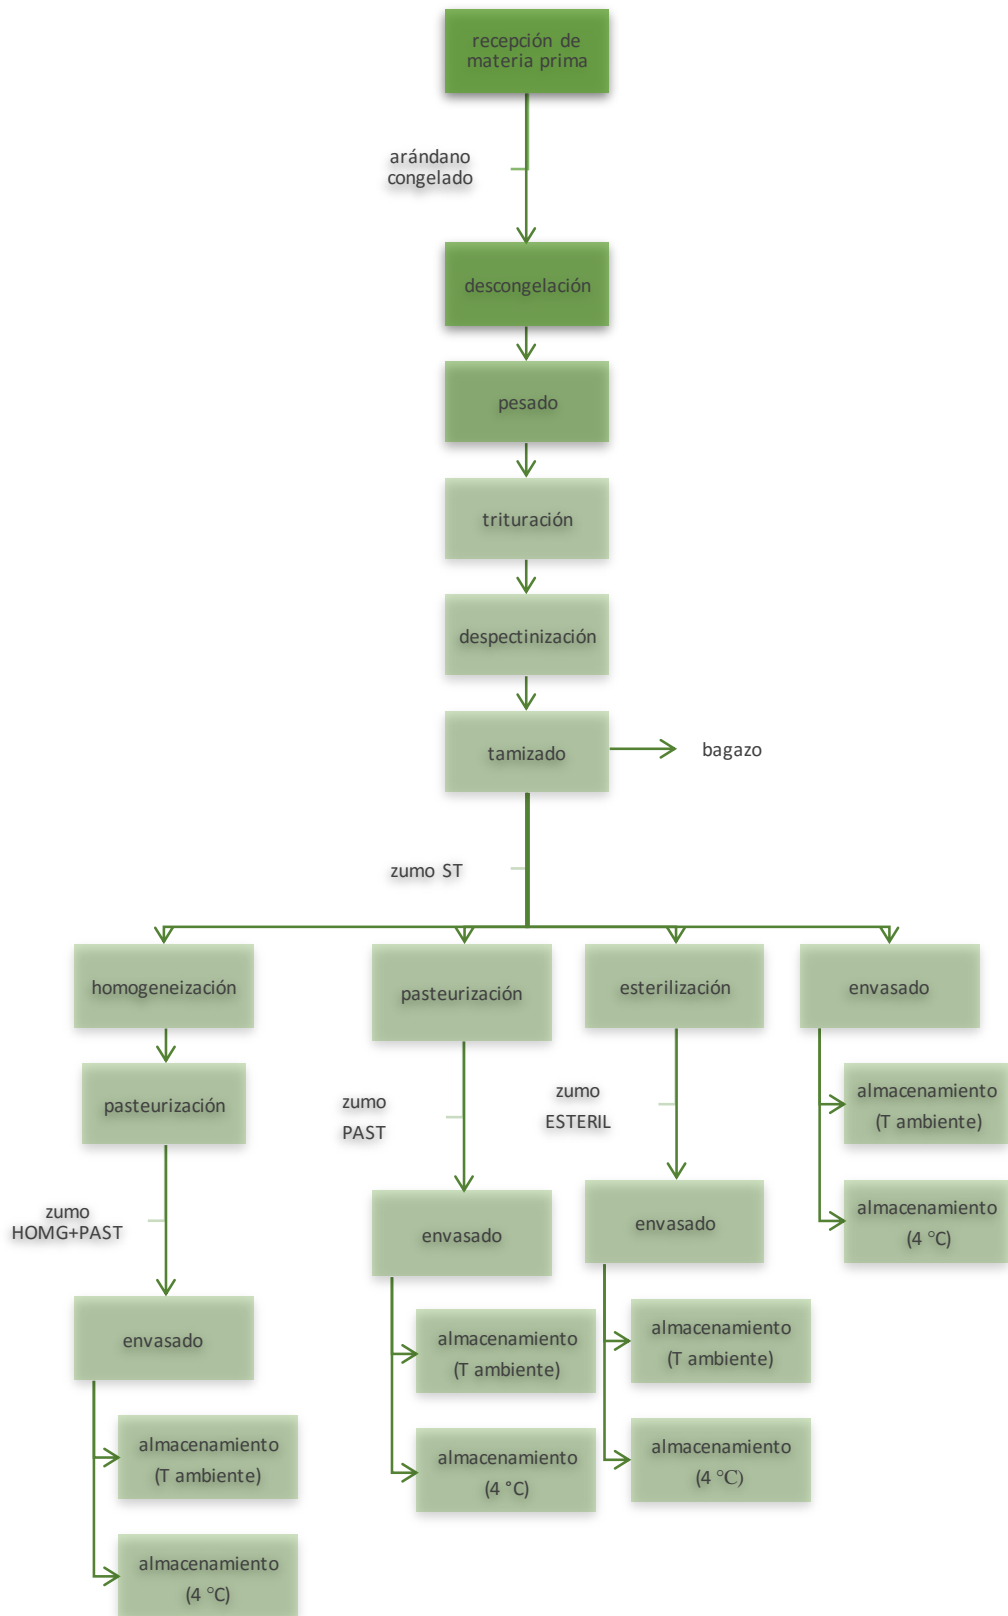 recepción de
materia prima
arándano
congelado
descongelación
pesado
trituración
despectinización
tamizado
bagazo
zumo ST
homogeneización
pasteurización
esterilización
envasado
pasteurización
zumo
HOMG+PAST
envasado
almacenamiento
(T ambiente)
almacenamiento
(4 °C)
zumo
PAST
envasado
almacenamiento
(T ambiente)
almacenamiento
(4 °C)
zumo
ESTERIL
envasado
almacenamiento
(T ambiente)
almacenamiento
(4 °C)
almacenamiento
(T ambiente)
almacenamiento
(4 °C)